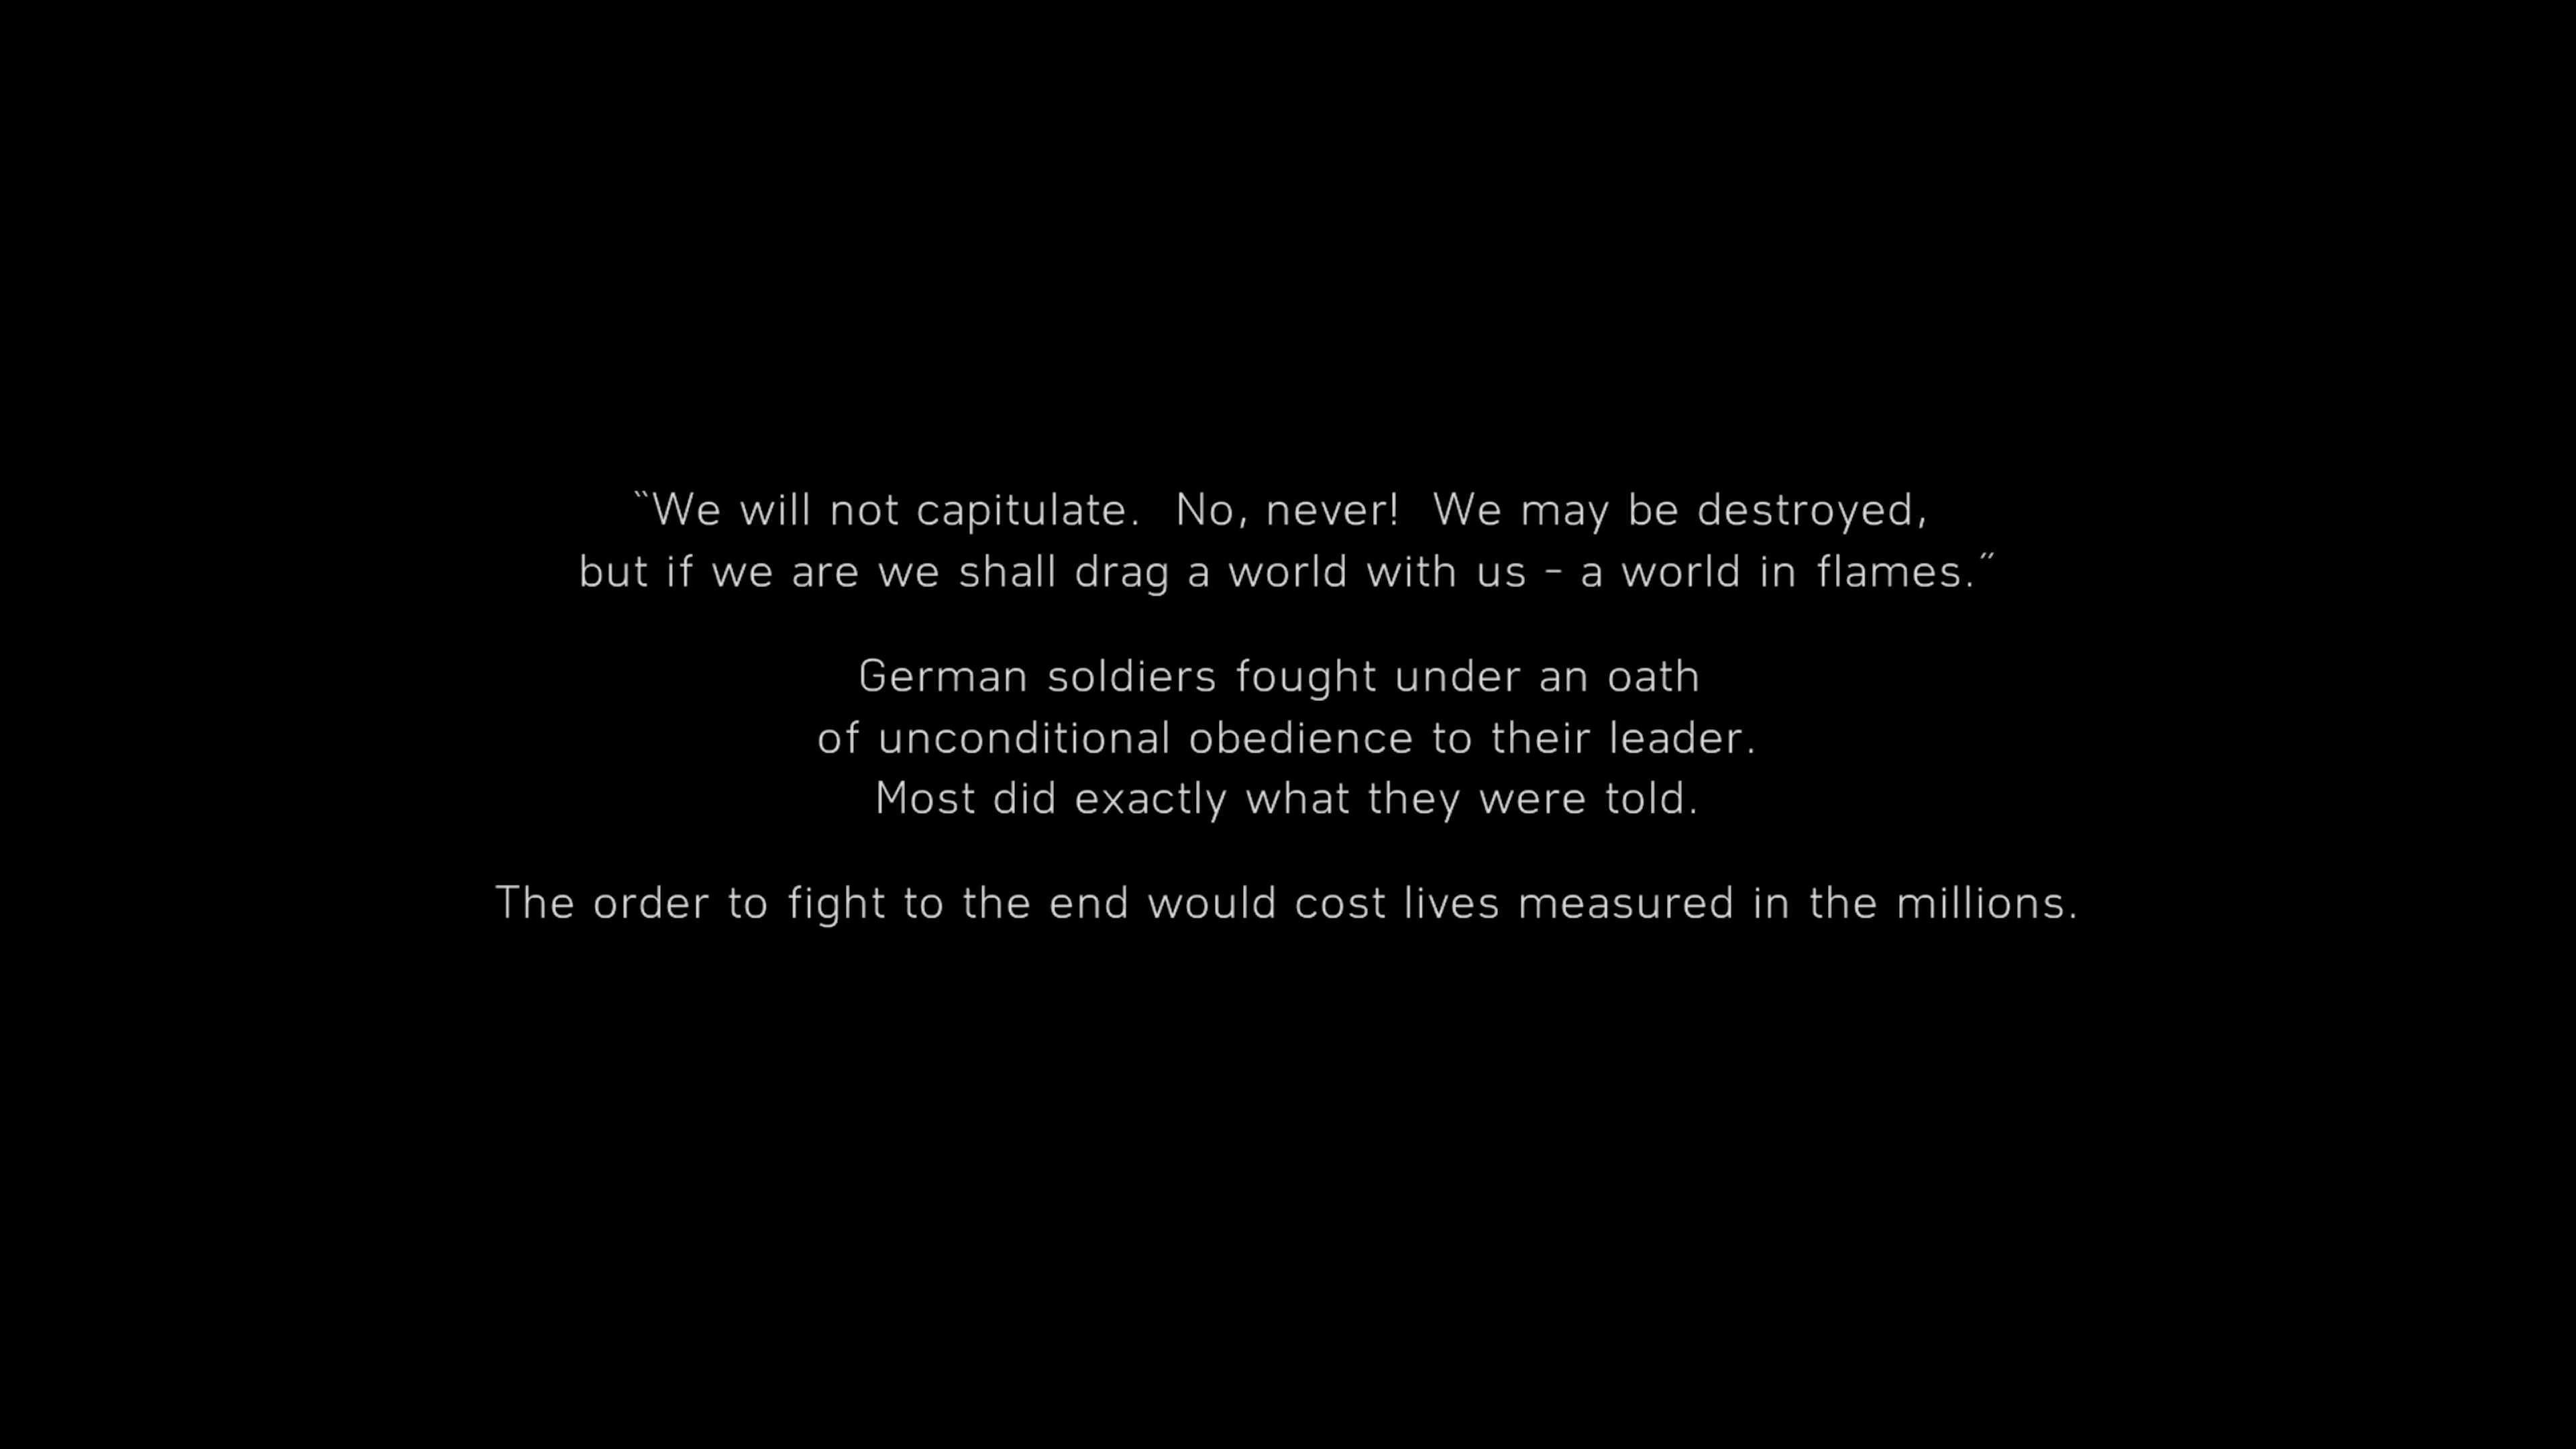 “We will not capitulate.  No, never!  We may be destroyed,
but if we are we shall drag a world with us – a world in flames.”
German soldiers fought under an oath
of unconditional obedience to their leader.
Most did exactly what they were told.
The order to fight to the end would cost lives measured in the millions.